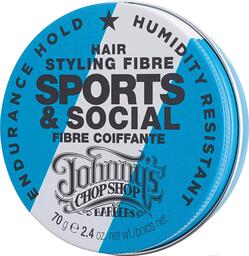 ENDURANCE HOLD ★ HUMIDITY RESISTANT
HAIR
STYLING FIBRE
SPORTS
& SOCIAL
FIBRE COIFFANTE
Johnny's
CHOP SHOP
BARBERS
70 g ℮ 2.4 oz. net wt./poids net.